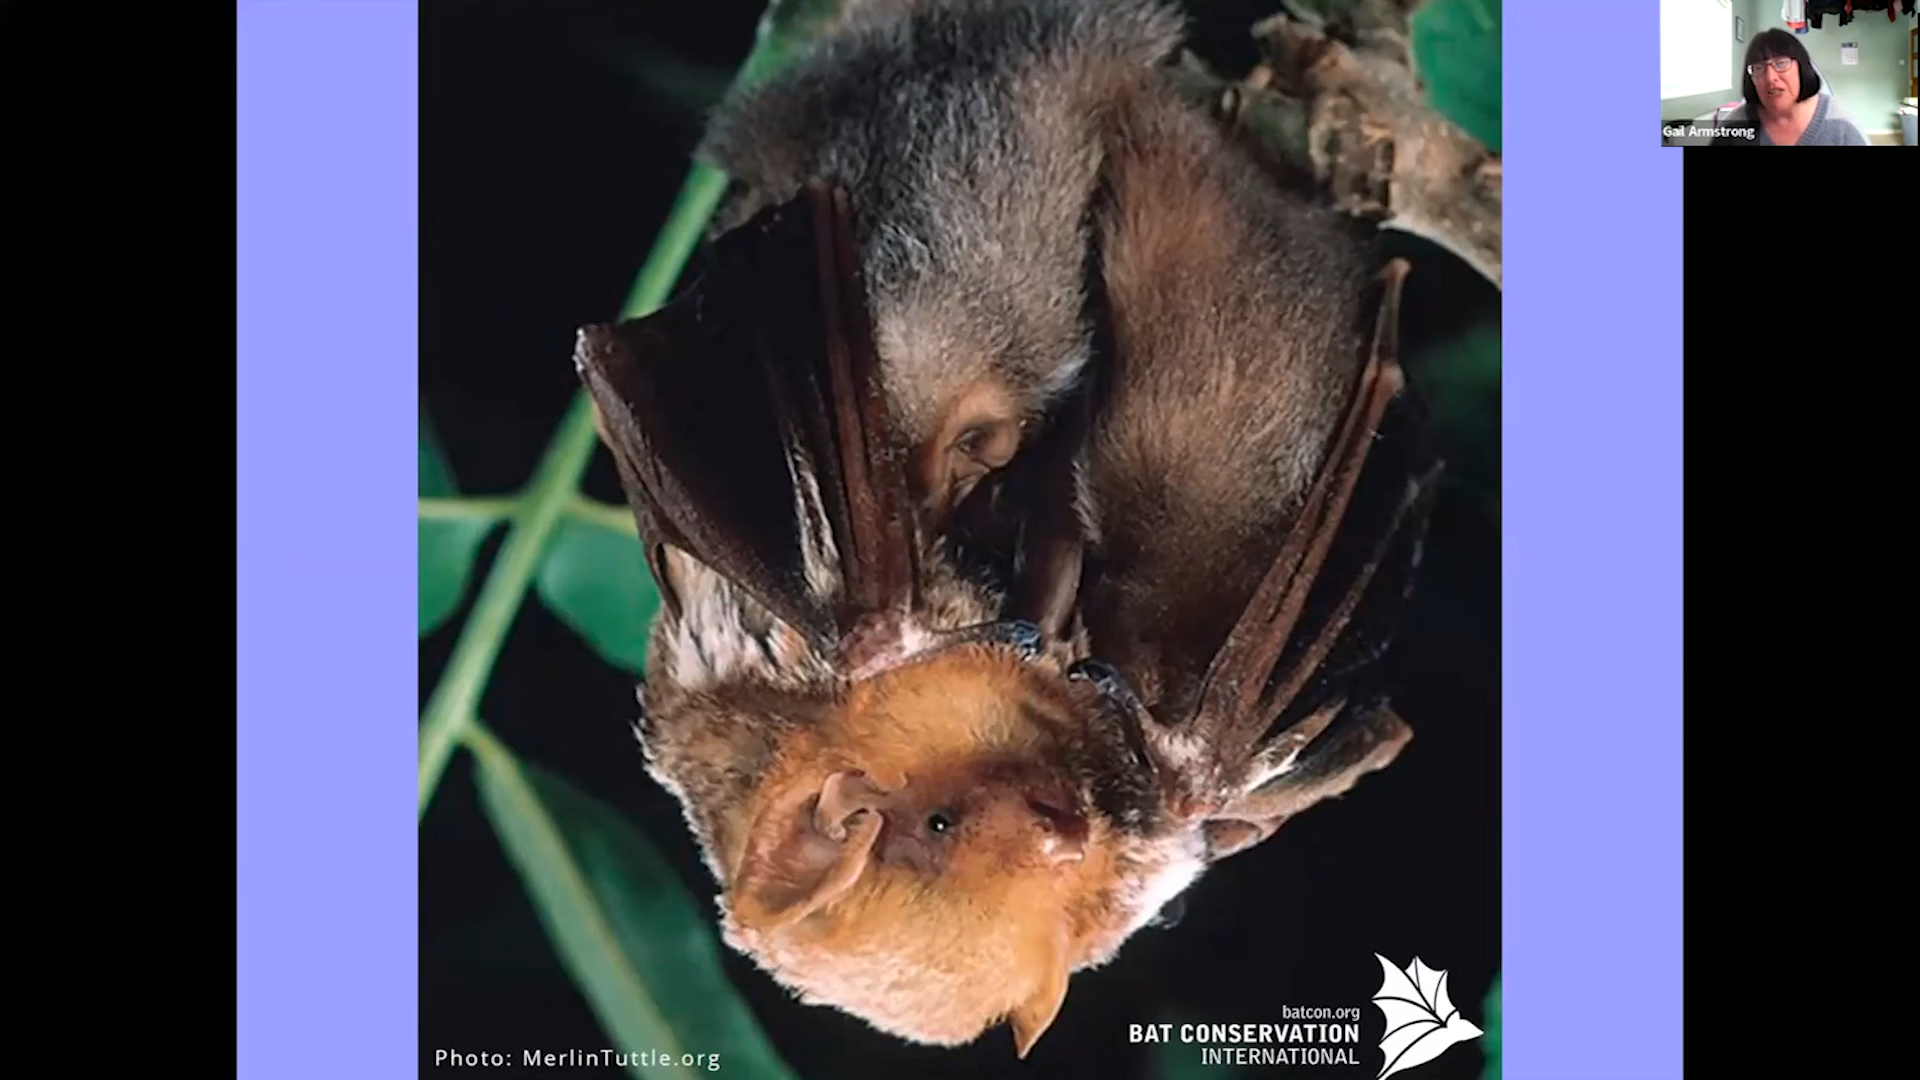 Gail Armstrong
batcon.org
BAT CONSERVATION
INTERNATIONAL
Photo: MerlinTuttle.org